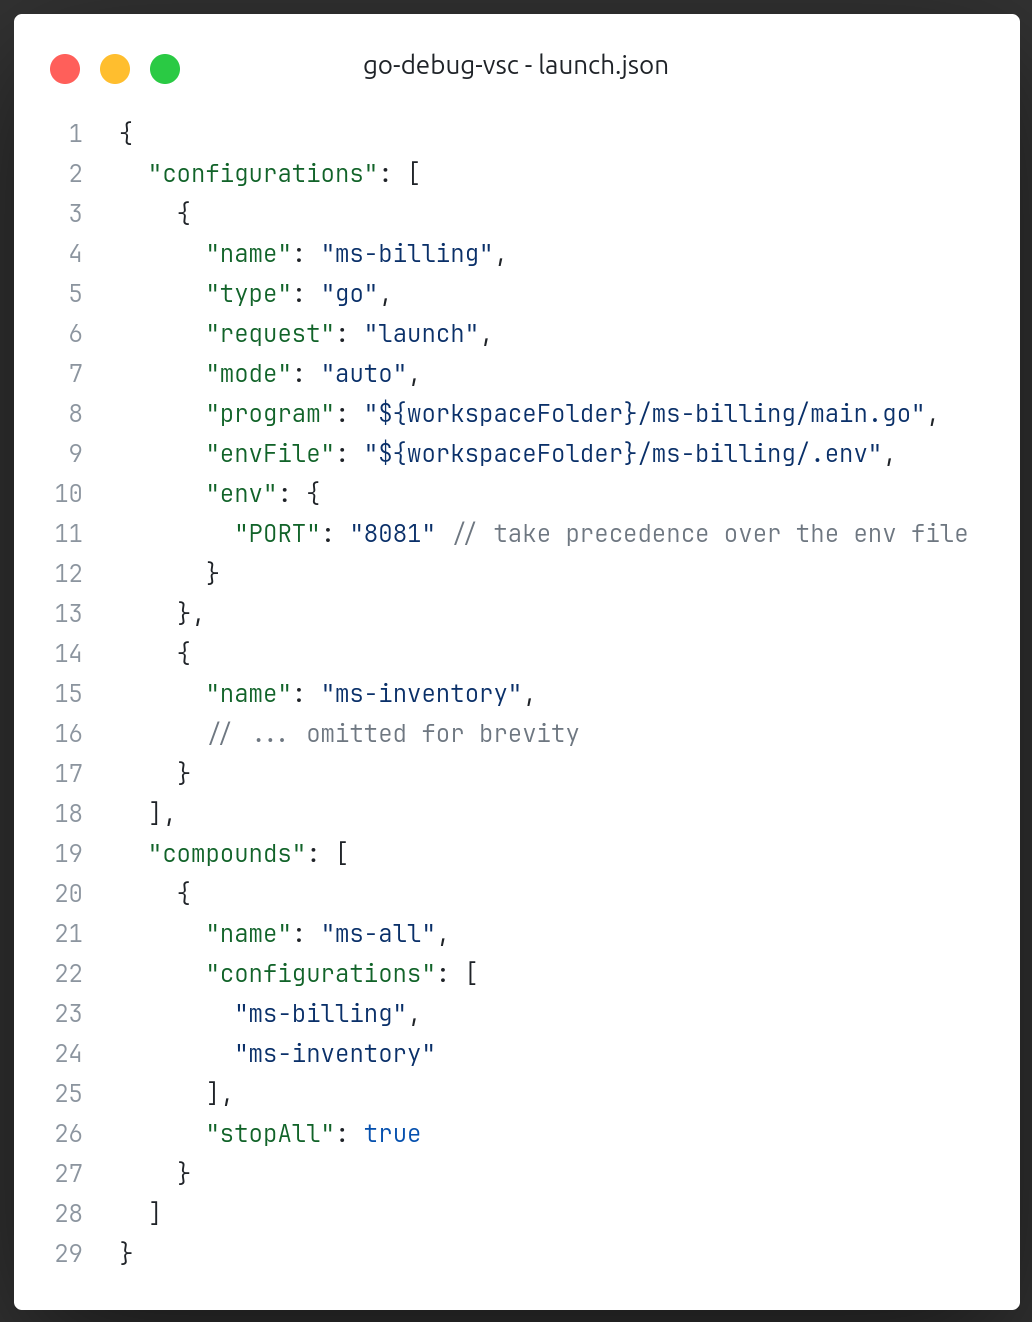 go-debug-vsc - launch.json
1 {
2   "configurations": [
3     {
4       "name": "ms-billing",
5       "type": "go",
6       "request": "launch",
7       "mode": "auto",
8       "program": "${workspaceFolder}/ms-billing/main.go",
9       "envFile": "${workspaceFolder}/ms-billing/.env",
10       "env": {
11         "PORT": "8081" // take precedence over the env file
12       }
13     },
14     {
15       "name": "ms-inventory",
16       // ... omitted for brevity
17     }
18   ],
19   "compounds": [
20     {
21       "name": "ms-all",
22       "configurations": [
23         "ms-billing",
24         "ms-inventory"
25       ],
26       "stopAll": true
27     }
28   ]
29 }